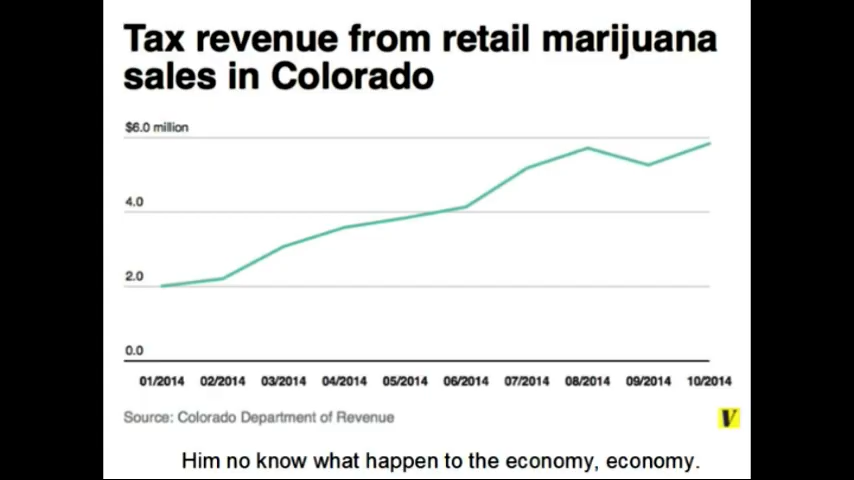 Tax revenue from retail marijuana
sales in Colorado
$6.0 million
4.0
2.0
0.0
01/2014 02/2014 03/2014 04/2014 05/2014 06/2014 07/2014 08/2014 09/2014 10/2014
Source: Colorado Department of Revenue
V
Him no know what happen to the economy, economy.